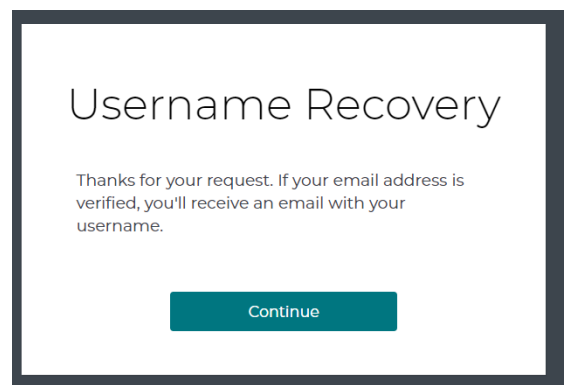 Username Recovery
Thanks for your request. If your email address is
verified, you'll receive an email with your
username.
Continue